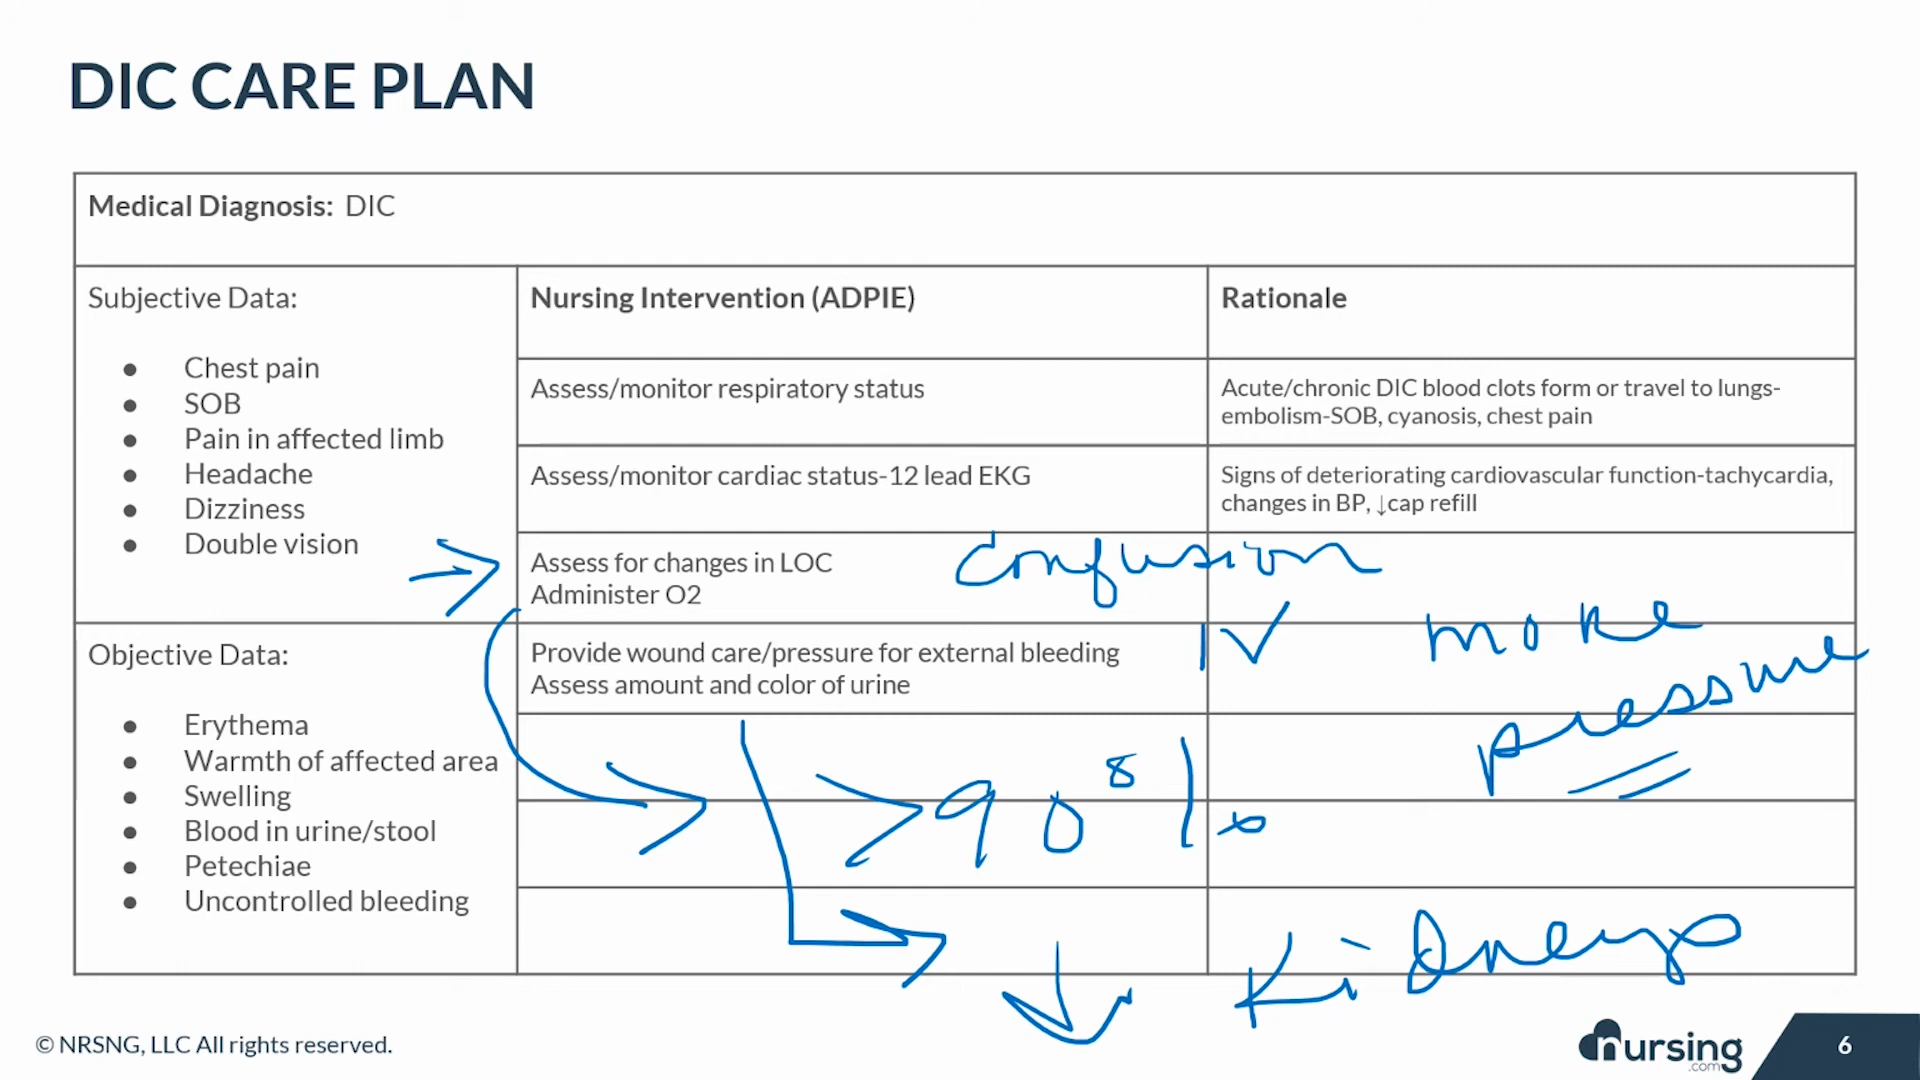 DIC CARE PLAN
Medical Diagnosis: DIC
Subjective Data:
● Chest pain
● SOB
● Pain in affected limb
● Headache
● Dizziness
● Double vision
Objective Data:
● Erythema
● Warmth of affected area
● Swelling
● Blood in urine/stool
● Petechiae
● Uncontrolled bleeding
Nursing Intervention (ADPIE)
Rationale
Assess/monitor respiratory status
Acute/chronic DIC blood clots form or travel to lungs-
embolism-SOB, cyanosis, chest pain
Assess/monitor cardiac status-12 lead EKG
Signs of deteriorating cardiovascular function-tachycardia,
changes in BP, ↓cap refill
Assess for changes in LOC
Administer O2
confusion
Provide wound care/pressure for external bleeding
Assess amount and color of urine
IV
more
pressure
>90%
↓ Kidneys
© NRSNG, LLC All rights reserved.
nursing
.com
6